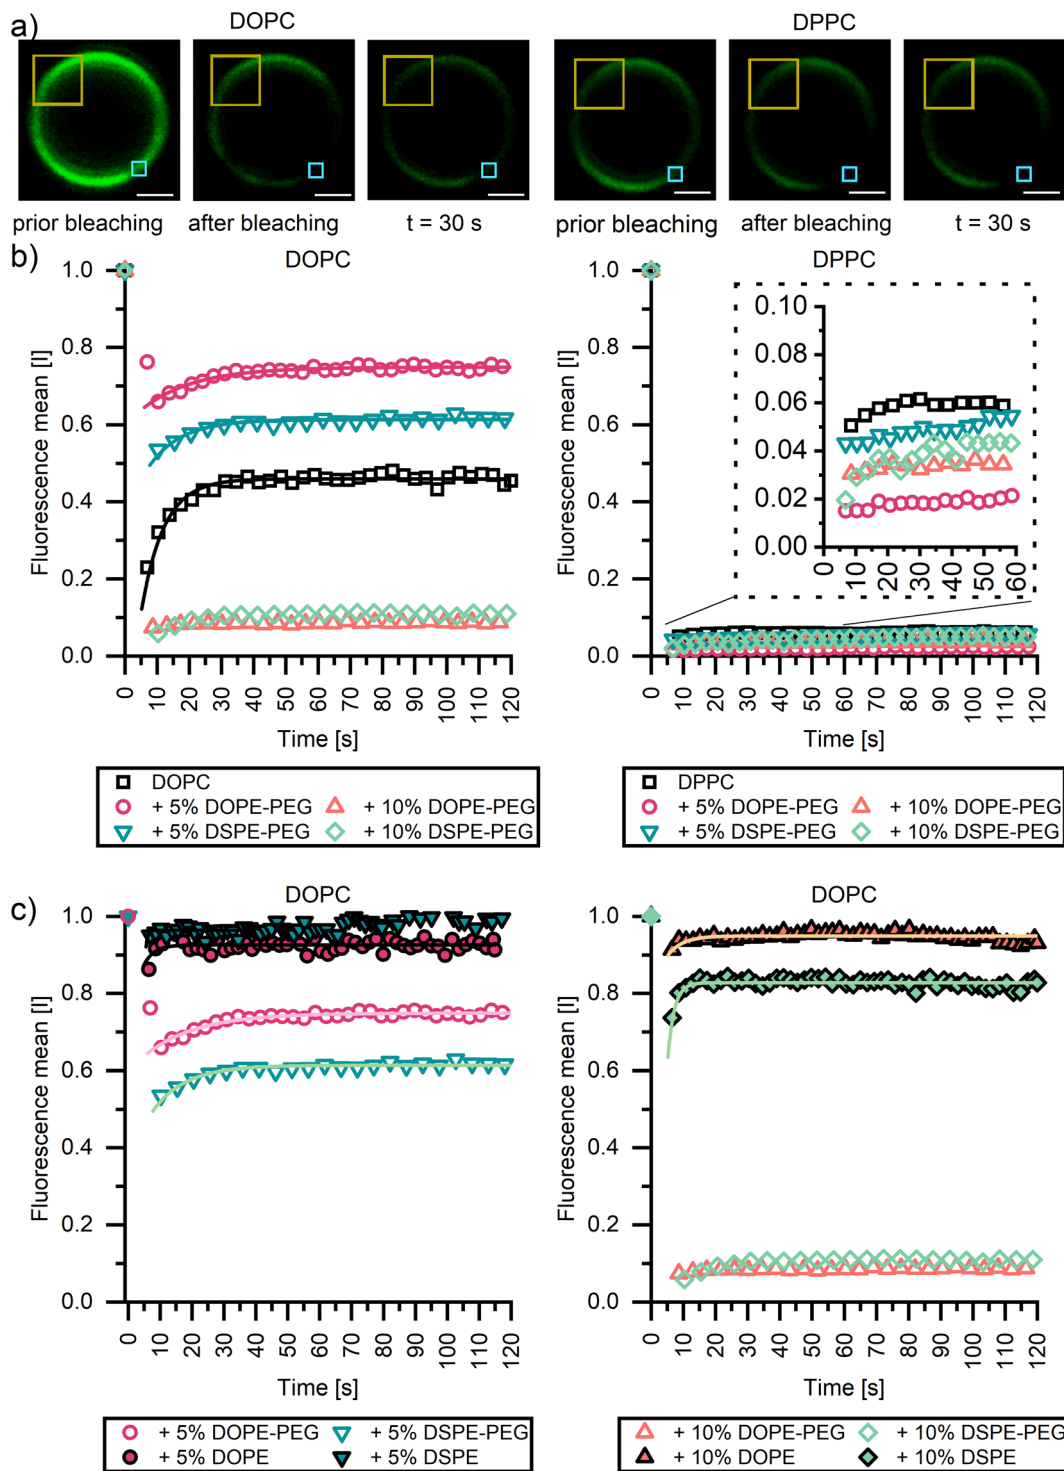 a)
DOPC
DPPC
prior bleaching
after bleaching
t = 30 s
prior bleaching
after bleaching
t = 30 s
b)
DOPC
Fluorescence mean [I]
1.0
0.8
0.6
0.4
0.2
0.0
0 10 20 30 40 50 60 70 80 90 100 110 120
Time [s]
DOPC
+ 5% DOPE-PEG
+ 10% DOPE-PEG
+ 5% DSPE-PEG
+ 10% DSPE-PEG
DPPC
Fluorescence mean [I]
1.0
0.8
0.6
0.4
0.2
0.0
0.10
0.08
0.06
0.04
0.02
0.00
0 10 20 30 40 50 60
0 10 20 30 40 50 60 70 80 90 100 110 120
Time [s]
DPPC
+ 5% DOPE-PEG
+ 10% DOPE-PEG
+ 5% DSPE-PEG
+ 10% DSPE-PEG
c)
DOPC
Fluorescence mean [I]
1.0
0.8
0.6
0.4
0.2
0.0
0 10 20 30 40 50 60 70 80 90 100 110 120
Time [s]
+ 5% DOPE-PEG
+ 5% DSPE-PEG
+ 5% DOPE
+ 5% DSPE
DOPC
Fluorescence mean [I]
1.0
0.8
0.6
0.4
0.2
0.0
0 10 20 30 40 50 60 70 80 90 100 110 120
Time [s]
+ 10% DOPE-PEG
+ 10% DSPE-PEG
+ 10% DOPE
+ 10% DSPE